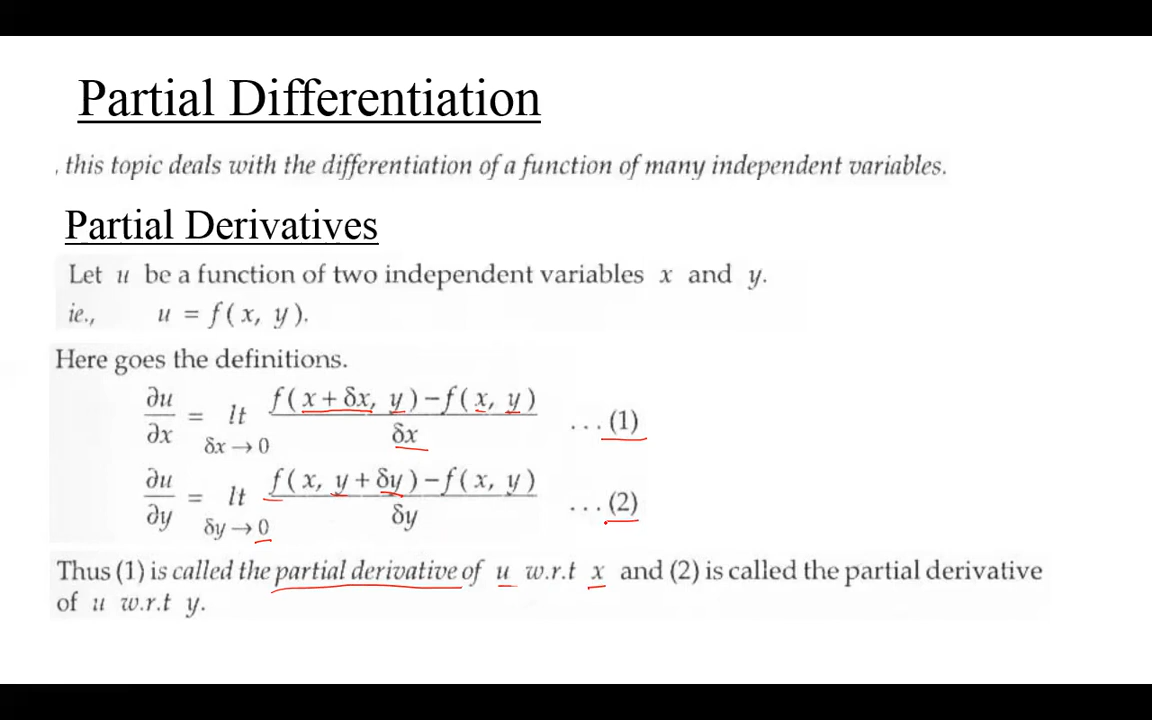 Partial Differentiation
, this topic deals with the differentiation of a function of many independent variables.
Partial Derivatives
Let u be a function of two independent variables x and y.
ie., u = f ( x, y ).
Here goes the definitions.
∂u/∂x = lt δx → 0 f ( x + δx, y ) − f ( x, y ) / δx . . . (1)
∂u/∂y = lt δy → 0 f ( x, y + δy ) − f ( x, y ) / δy . . . (2)
Thus (1) is called the partial derivative of u w.r.t x and (2) is called the partial derivative
of u w.r.t y.